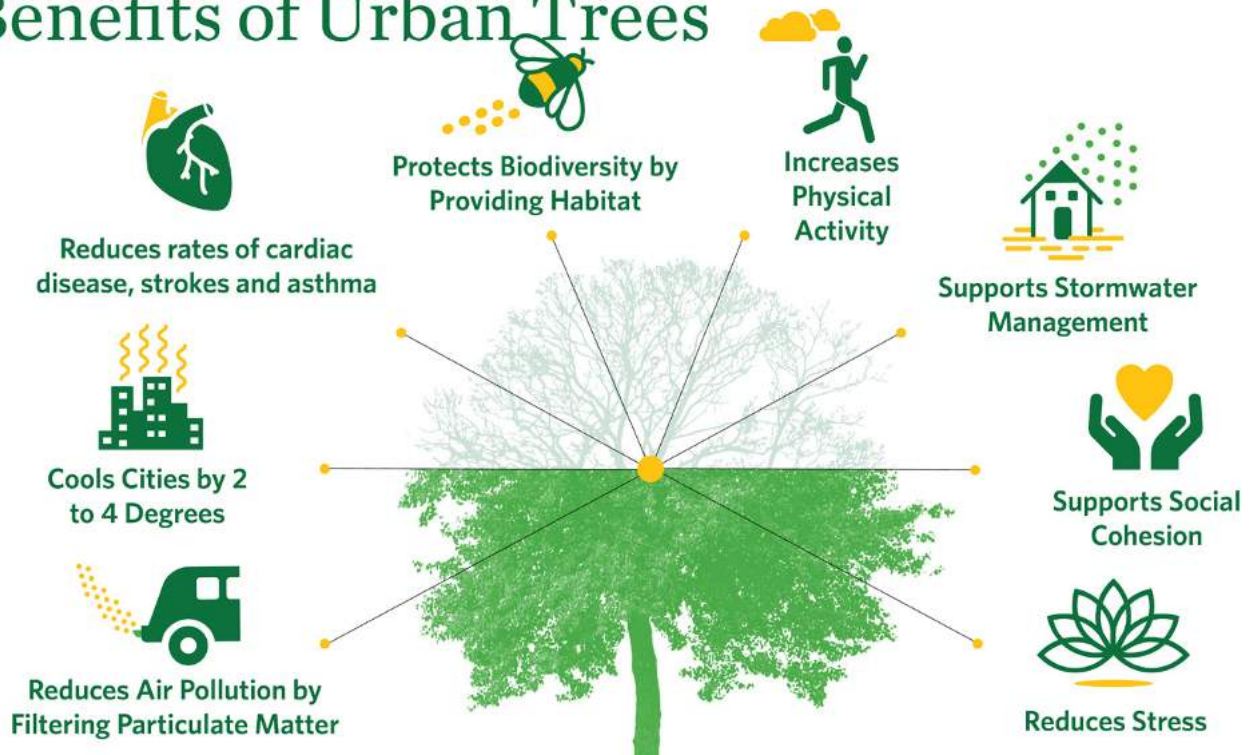 Benefits of Urban Trees
Protects Biodiversity by
Providing Habitat
Increases
Physical
Activity
Reduces rates of cardiac
disease, strokes and asthma
Supports Stormwater
Management
Cools Cities by 2
to 4 Degrees
Supports Social
Cohesion
Reduces Air Pollution by
Filtering Particulate Matter
Reduces Stress